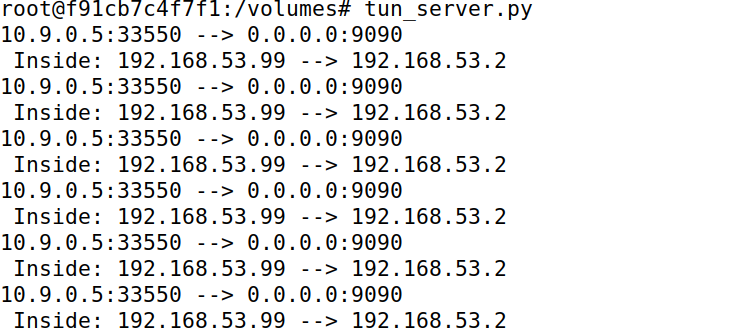 root@f91cb7c4f7f1:/volumes# tun_server.py
10.9.0.5:33550 --> 0.0.0.0:9090
 Inside: 192.168.53.99 --> 192.168.53.2
10.9.0.5:33550 --> 0.0.0.0:9090
 Inside: 192.168.53.99 --> 192.168.53.2
10.9.0.5:33550 --> 0.0.0.0:9090
 Inside: 192.168.53.99 --> 192.168.53.2
10.9.0.5:33550 --> 0.0.0.0:9090
 Inside: 192.168.53.99 --> 192.168.53.2
10.9.0.5:33550 --> 0.0.0.0:9090
 Inside: 192.168.53.99 --> 192.168.53.2
10.9.0.5:33550 --> 0.0.0.0:9090
 Inside: 192.168.53.99 --> 192.168.53.2